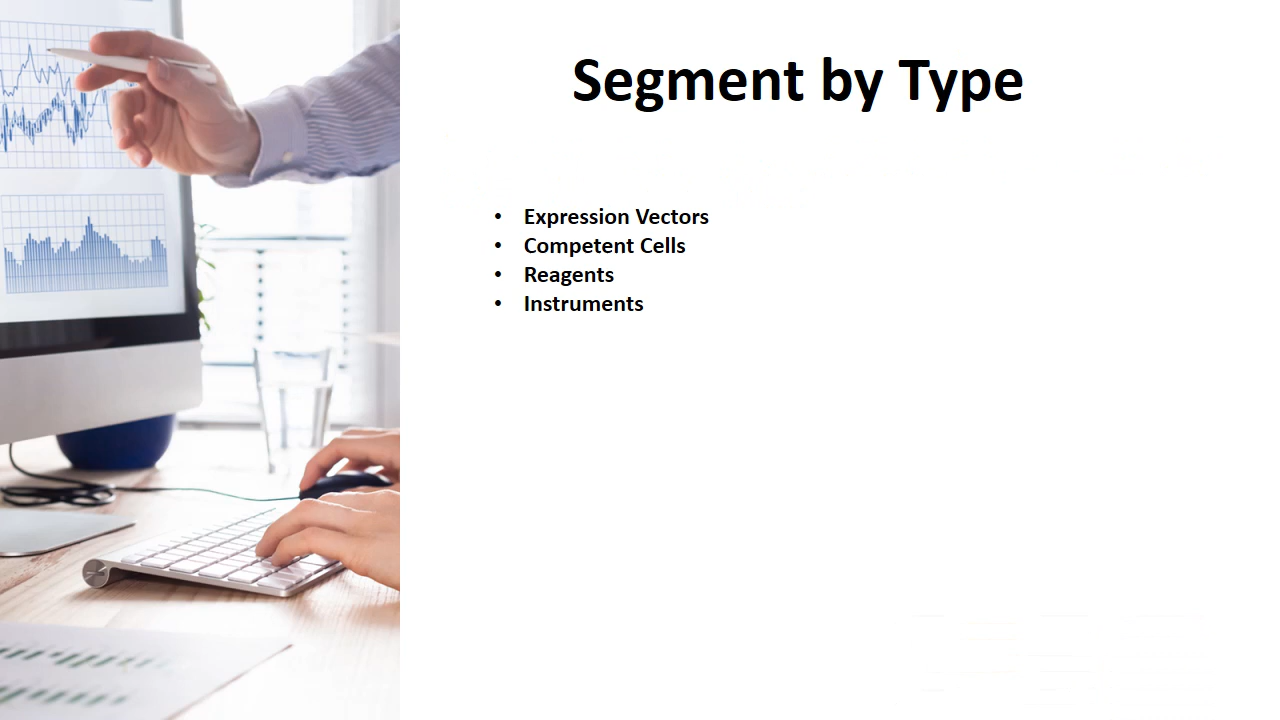 Segment by Type
• Expression Vectors
• Competent Cells
• Reagents
• Instruments